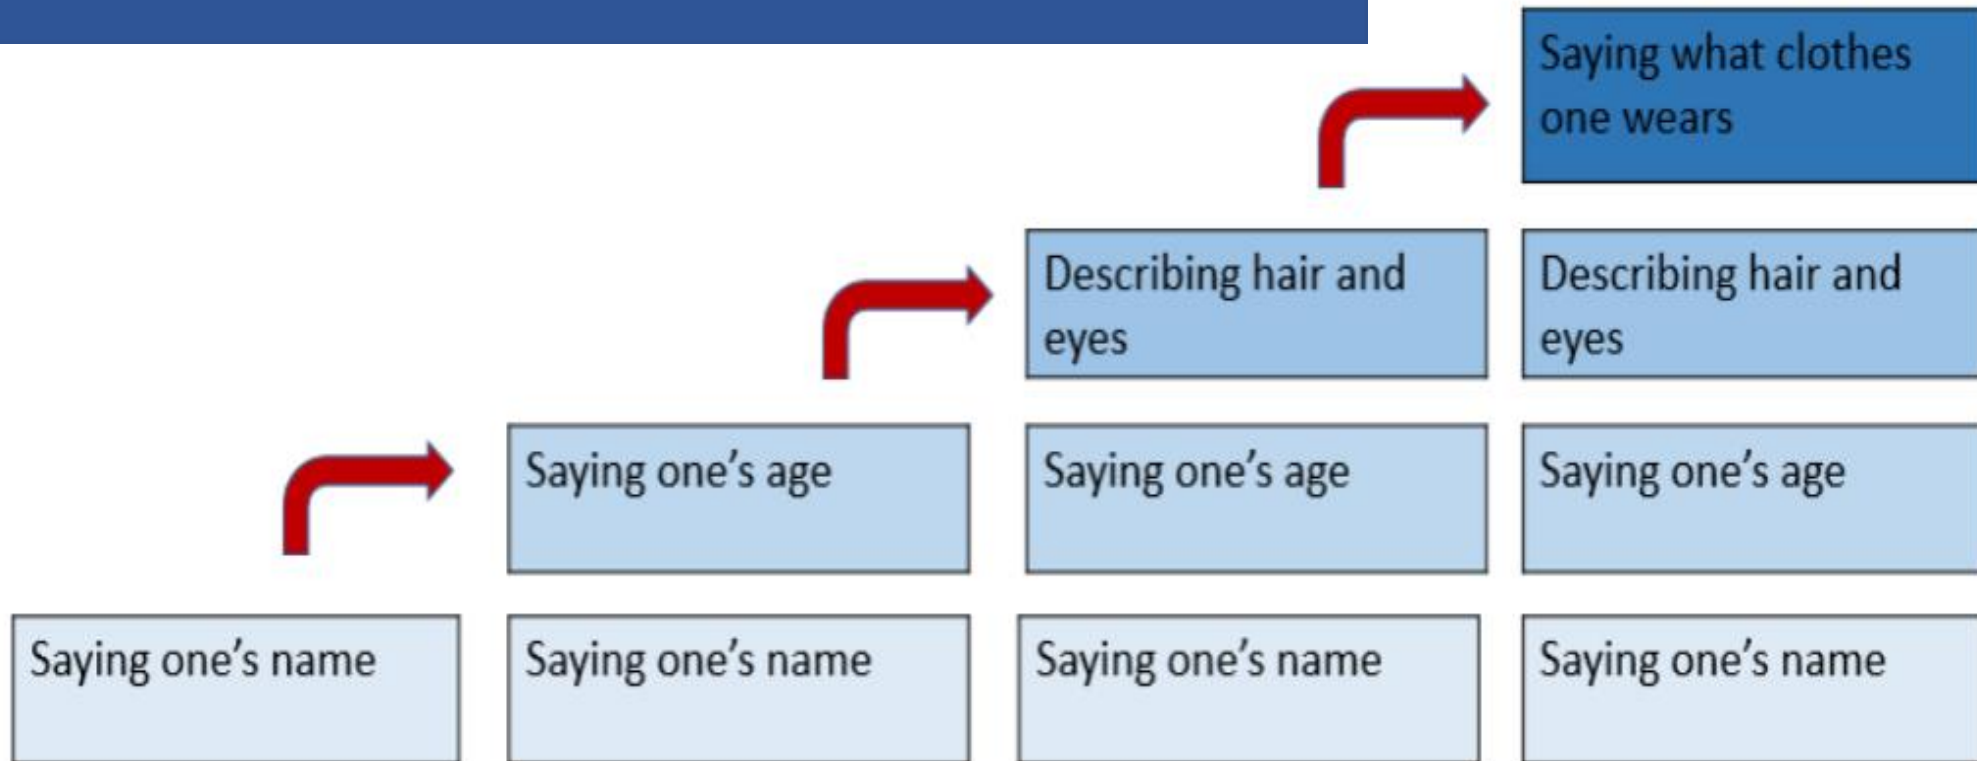 Saying what clothes
one wears
Describing hair and
eyes
Describing hair and
eyes
Saying one’s age
Saying one’s age
Saying one’s age
Saying one’s name
Saying one’s name
Saying one’s name
Saying one’s name